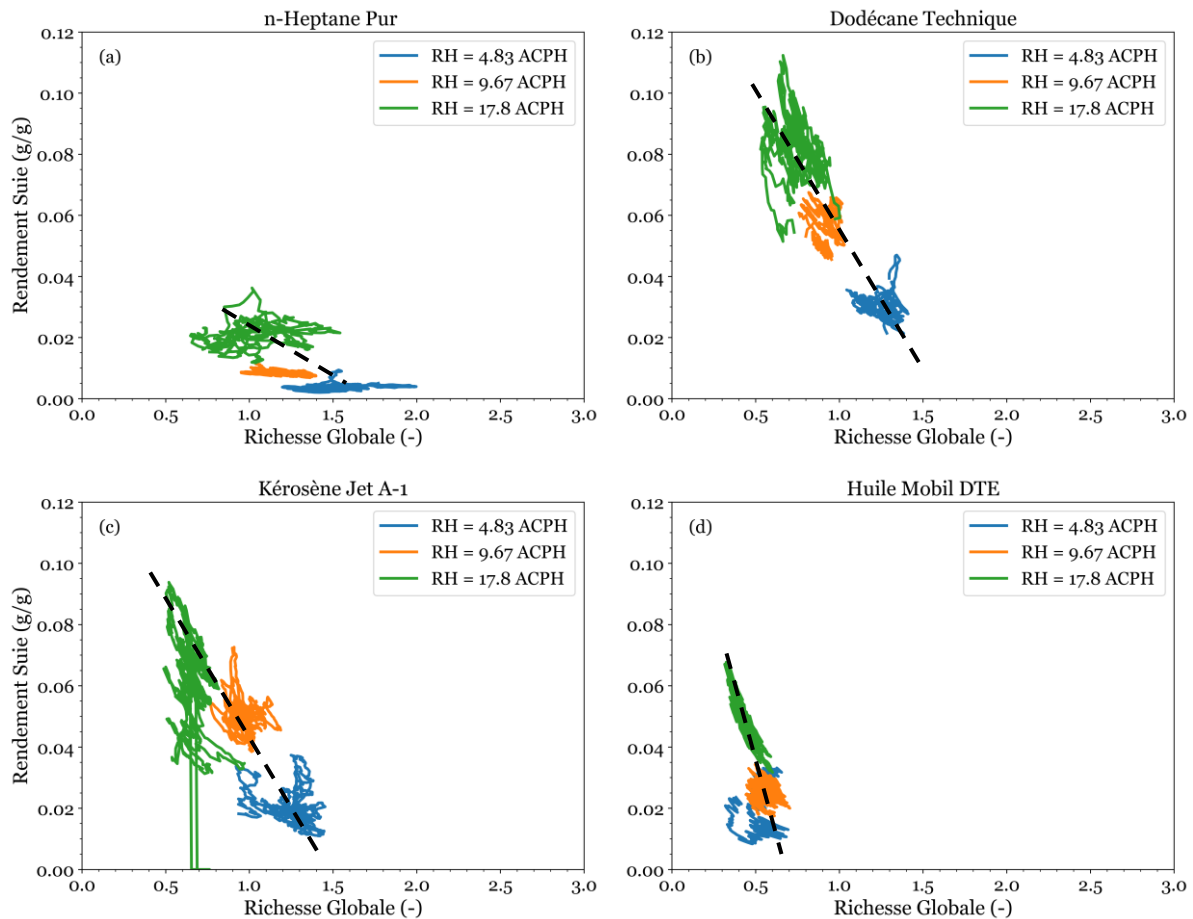 n-Heptane Pur
(a)
RH = 4.83 ACPH
RH = 9.67 ACPH
RH = 17.8 ACPH
Rendement Suie (g/g)
0.12
0.10
0.08
0.06
0.04
0.02
0.00
0.0 0.5 1.0 1.5 2.0 2.5 3.0
Richesse Globale (-)
Dodécane Technique
(b)
RH = 4.83 ACPH
RH = 9.67 ACPH
RH = 17.8 ACPH
0.12
0.10
0.08
0.06
0.04
0.02
0.00
0.0 0.5 1.0 1.5 2.0 2.5 3.0
Richesse Globale (-)
Kérosène Jet A-1
(c)
RH = 4.83 ACPH
RH = 9.67 ACPH
RH = 17.8 ACPH
Rendement Suie (g/g)
0.12
0.10
0.08
0.06
0.04
0.02
0.00
0.0 0.5 1.0 1.5 2.0 2.5 3.0
Richesse Globale (-)
Huile Mobil DTE
(d)
RH = 4.83 ACPH
RH = 9.67 ACPH
RH = 17.8 ACPH
0.12
0.10
0.08
0.06
0.04
0.02
0.00
0.0 0.5 1.0 1.5 2.0 2.5 3.0
Richesse Globale (-)